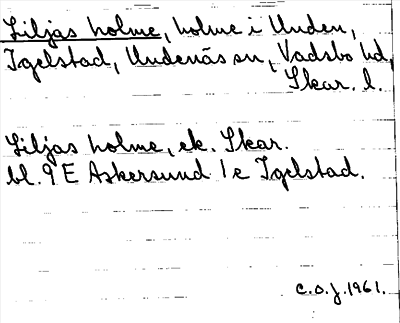 Liljas holme, holme i Unden,
Igelstad, Undenäs sn, Vadsbo hd,
Skar. l.
Liljas holme, ek. Skar.
bl. 9 E Askersund 1 e Igelstad.
C.O.J. 1961.